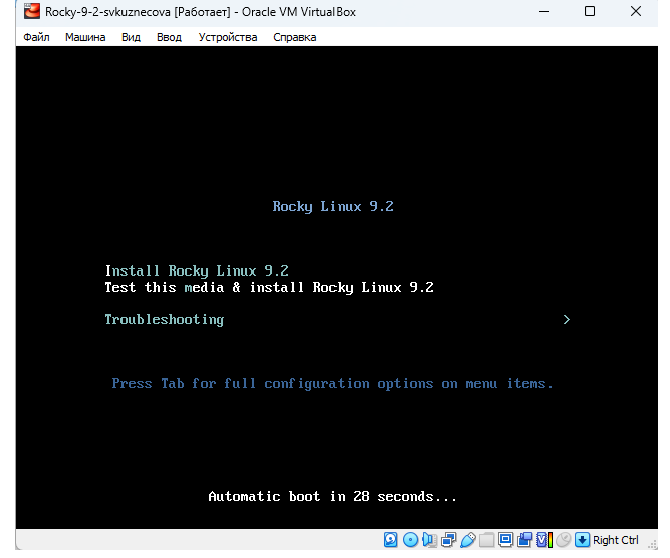 Rocky-9-2-svkuznecova [Работает] - Oracle VM VirtualBox
Файл Машина Вид Ввод Устройства Справка
Rocky Linux 9.2
Install Rocky Linux 9.2
Test this media & install Rocky Linux 9.2
Troubleshooting >
Press Tab for full configuration options on menu items.
Automatic boot in 28 seconds...
Right Ctrl